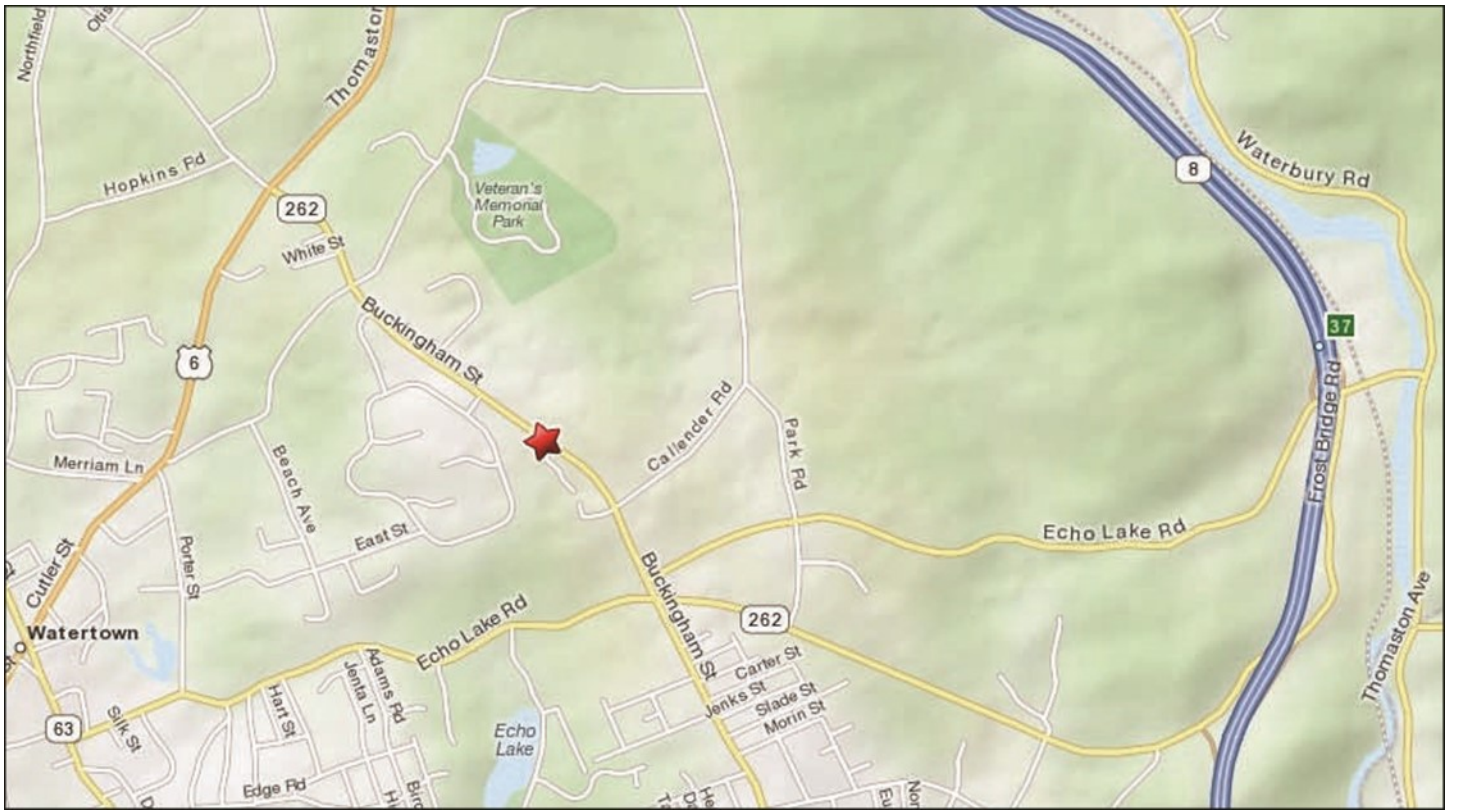 Northfield
Otis
Thomaston
Hopkins Rd
262
White St
Veteran's
Memorial
Park
8
Waterbury Rd
Buckingham St
6
37
Merriam Ln
Beach Ave
Callender Rd
Park Rd
Frost Bridge Rd
Cutler St
Porter St
East St
Echo Lake Rd
Watertown
Echo Lake Rd
Buckingham St
262
Thomaston Ave
St
63
Silk St
Hart St
Jenta Ln
Adams Rd
Carter St
Jenks St
Slade St
Morin St
Echo
Lake
Edge Rd